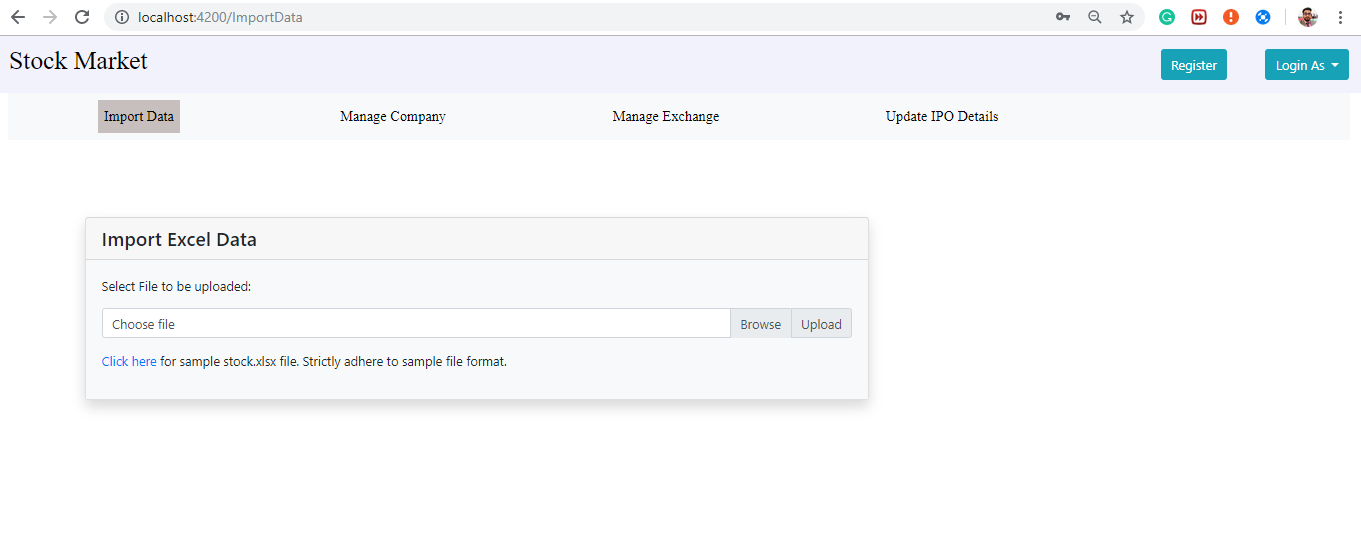 localhost:4200/ImportData
Stock Market
Register
Login As
Import Data
Manage Company
Manage Exchange
Update IPO Details
Import Excel Data
Select File to be uploaded:
Choose file
Browse
Upload
Click here for sample stock.xlsx file. Strictly adhere to sample file format.